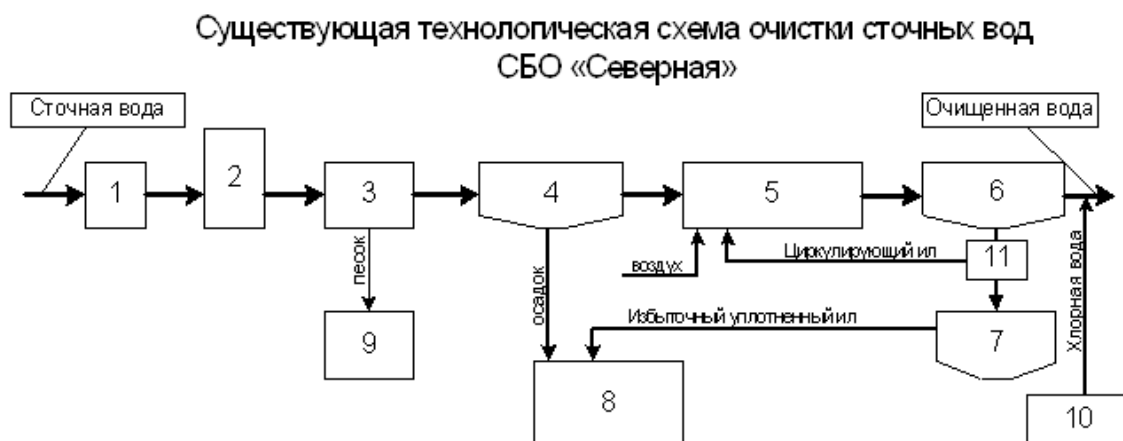 Существующая технологическая схема очистки сточных вод
СБО «Северная»
Сточная вода
Очищенная вода
1
2
3
4
5
6
песок
осадок
воздух
Циркулирующий ил
11
Хлорная вода
9
Избыточный уплотненный ил
7
8
10